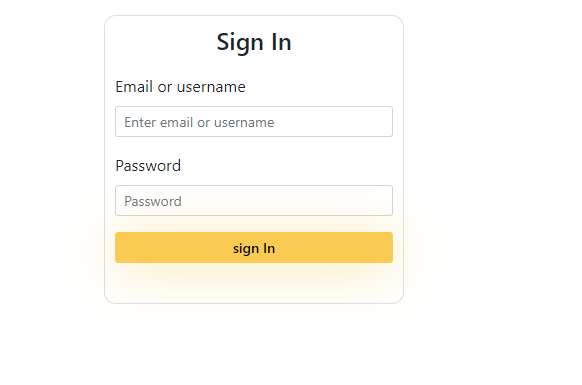 Sign In
Email or username
Enter email or username
Password
Password
sign In